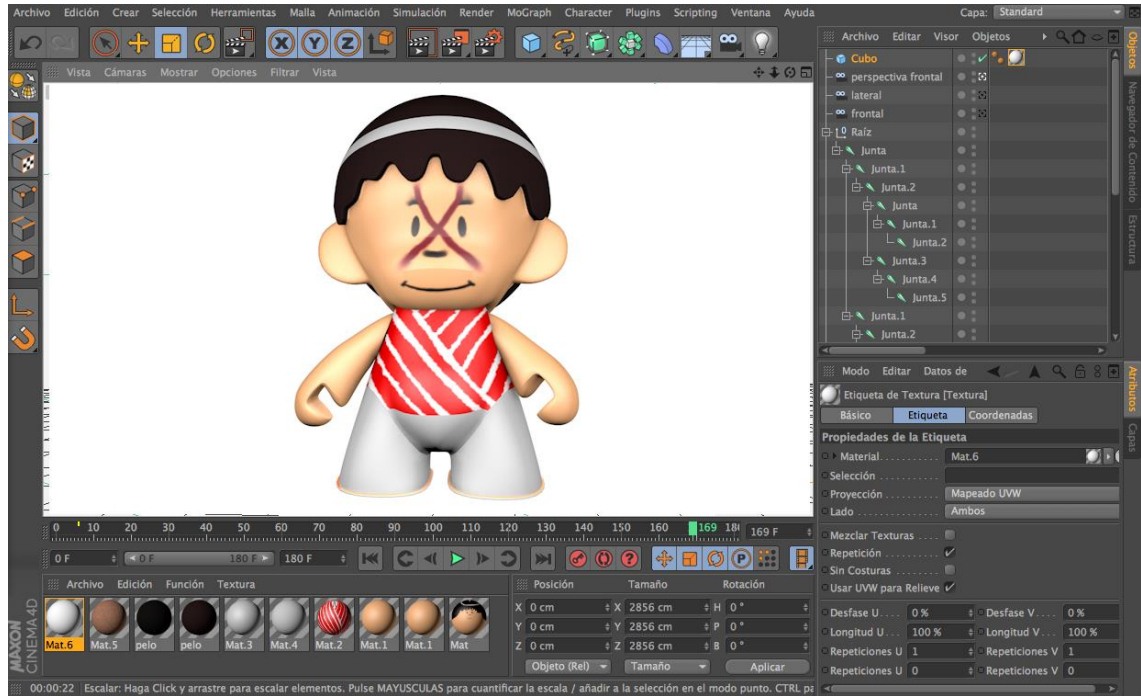 Archivo Edición Crear Selección Herramientas Malla Animación Simulación Render MoGraph Character Plugins Scripting Ventana Ayuda Capa: Standard
X Y Z
Vista Cámaras Mostrar Opciones Filtrar Vista
Archivo Editar Visor Objetos
Cubo
perspectiva frontal
lateral
frontal
Raíz
Junta
Junta.1
Junta.2
Junta
Junta.1
Junta.2
Junta.3
Junta.4
Junta.5
Junta.1
Junta.2
Objetos
Navegador de Contenido
Estructura
Modo Editar Datos de
Etiqueta de Textura [Textura]
Básico Etiqueta Coordenadas
Propiedades de la Etiqueta
Material Mat.6
Selección
Proyección Mapeado UVW
Lado Ambos
Mezclar Texturas
Repetición
Sin Costuras
Usar UVW para Relieve
Desfase U 0 % Desfase V 0 %
Longitud U 100 % Longitud V 100 %
Repeticiones U 1 Repeticiones V 1
Repeticiones U 0 Repeticiones V 0
Atributos
Capas
0 10 20 30 40 50 60 70 80 90 100 110 120 130 140 150 160 169 169 F
0 F 0 F 180 F 180 F
P
Archivo Edición Función Textura
Mat.6 Mat.5 pelo pelo Mat.3 Mat.4 Mat.2 Mat.1 Mat.1 Mat
Posición Tamaño Rotación
X 0 cm X 2856 cm H 0 °
Y 0 cm Y 2856 cm P 0 °
Z 0 cm Z 2856 cm B 0 °
Objeto (Rel) Tamaño Aplicar
MAXON
CINEMA 4D
00:00:22 Escalar: Haga Click y arrastre para escalar elementos. Pulse MAYUSCULAS para cuantificar la escala / añadir a la selección en el modo punto. CTRL pa